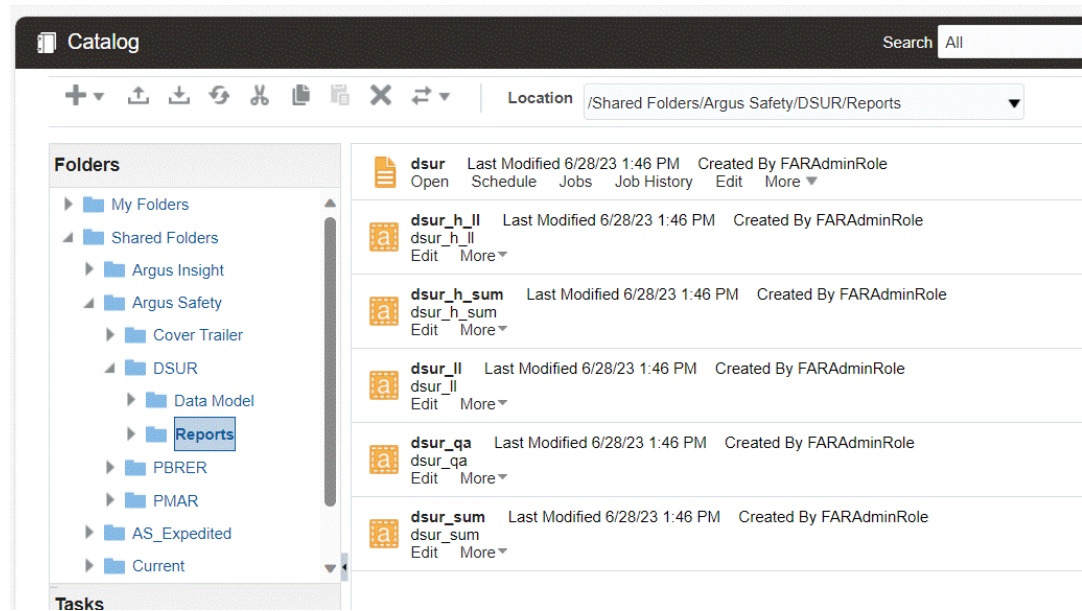 Catalog
Search All
Location /Shared Folders/Argus Safety/DSUR/Reports
Folders
My Folders
Shared Folders
Argus Insight
Argus Safety
Cover Trailer
DSUR
Data Model
Reports
PBRER
PMAR
AS_Expedited
Current
Tasks
dsur Last Modified 6/28/23 1:46 PM Created By FARAdminRole
Open Schedule Jobs Job History Edit More
dsur_h_ll Last Modified 6/28/23 1:46 PM Created By FARAdminRole
dsur_h_ll
Edit More
dsur_h_sum Last Modified 6/28/23 1:46 PM Created By FARAdminRole
dsur_h_sum
Edit More
dsur_ll Last Modified 6/28/23 1:46 PM Created By FARAdminRole
dsur_ll
Edit More
dsur_qa Last Modified 6/28/23 1:46 PM Created By FARAdminRole
dsur_qa
Edit More
dsur_sum Last Modified 6/28/23 1:46 PM Created By FARAdminRole
dsur_sum
Edit More